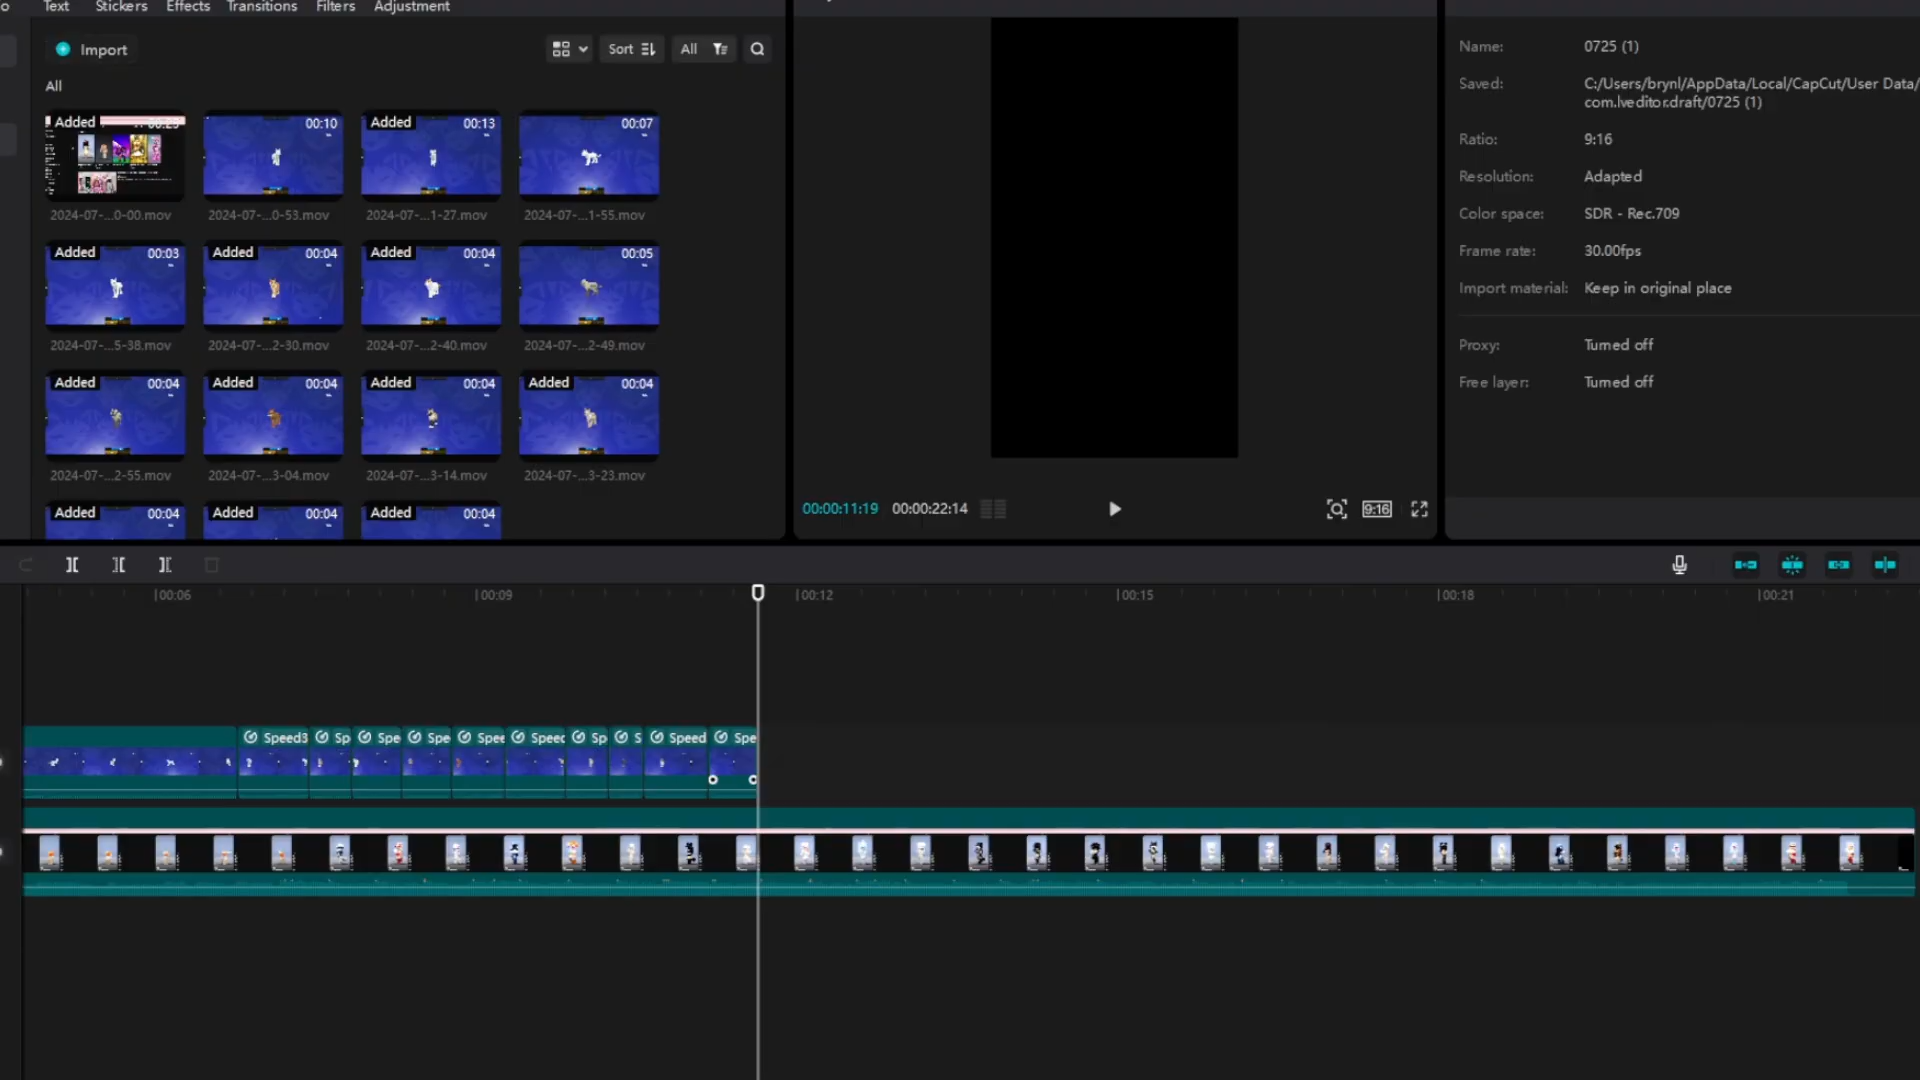 Text Stickers Effects Transitions Filters Adjustment
Import
Sort
All
All
Added
00:10
Added 00:13
00:07
2024-07-...0-00.mov
2024-07-...0-53.mov
2024-07-...1-27.mov
2024-07-...1-55.mov
Added 00:03
Added 00:04
Added 00:04
00:05
2024-07-...5-38.mov
2024-07-...2-30.mov
2024-07-...2-40.mov
2024-07-...2-49.mov
Added 00:04
Added 00:04
Added 00:04
Added 00:04
2024-07-...2-55.mov
2024-07-...3-04.mov
2024-07-...3-14.mov
2024-07-...3-23.mov
Added 00:04
Added 00:04
Added 00:04
00:00:11:19 00:00:22:14
9:16
Name: 0725 (1)
Saved: C:/Users/brynl/AppData/Local/CapCut/User Data/
com.lveditor.draft/0725 (1)
Ratio: 9:16
Resolution: Adapted
Color space: SDR - Rec.709
Frame rate: 30.00fps
Import material: Keep in original place
Proxy: Turned off
Free layer: Turned off
00:06 00:09 00:12 00:15 00:18 00:21
Speed3 Sp Spe Spe Spee Speed Sp S Speed Spe